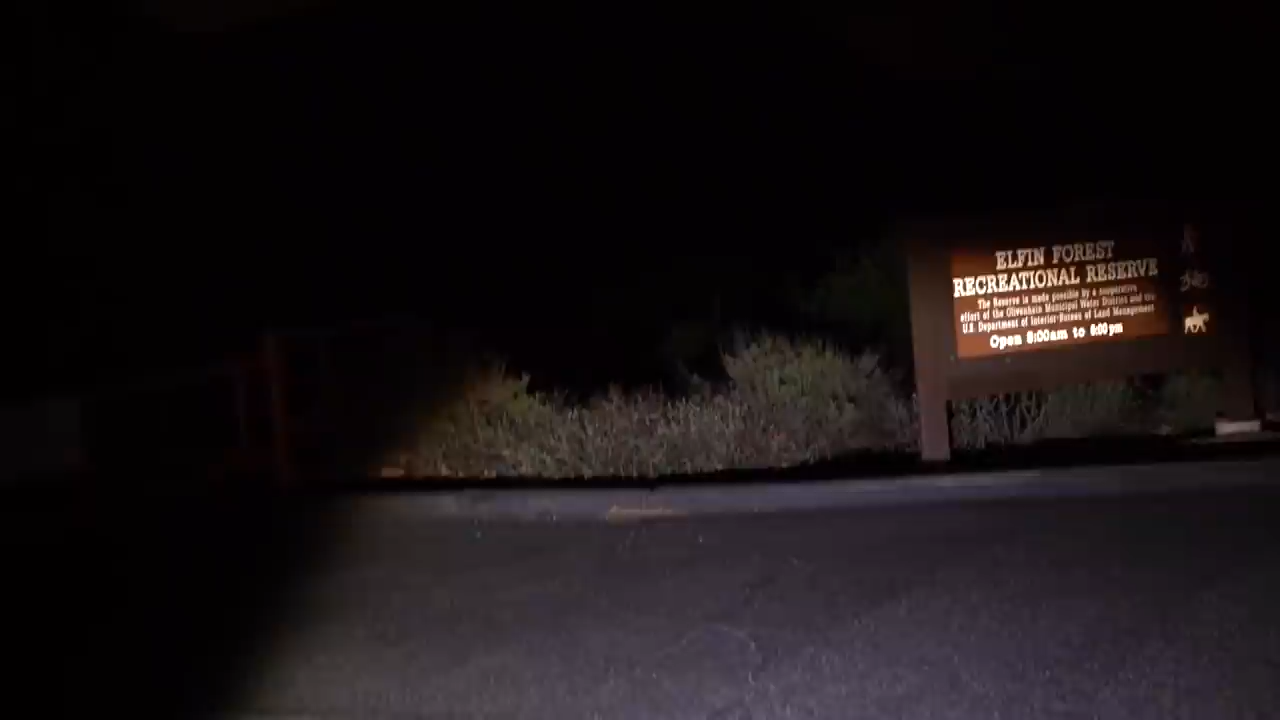 ELFIN FOREST
RECREATIONAL RESERVE
The Reserve is made possible by a cooperative
effort of the Olivenhain Municipal Water District and the
U.S. Department of Interior-Bureau of Land Management
Open 8:00am to 6:00pm